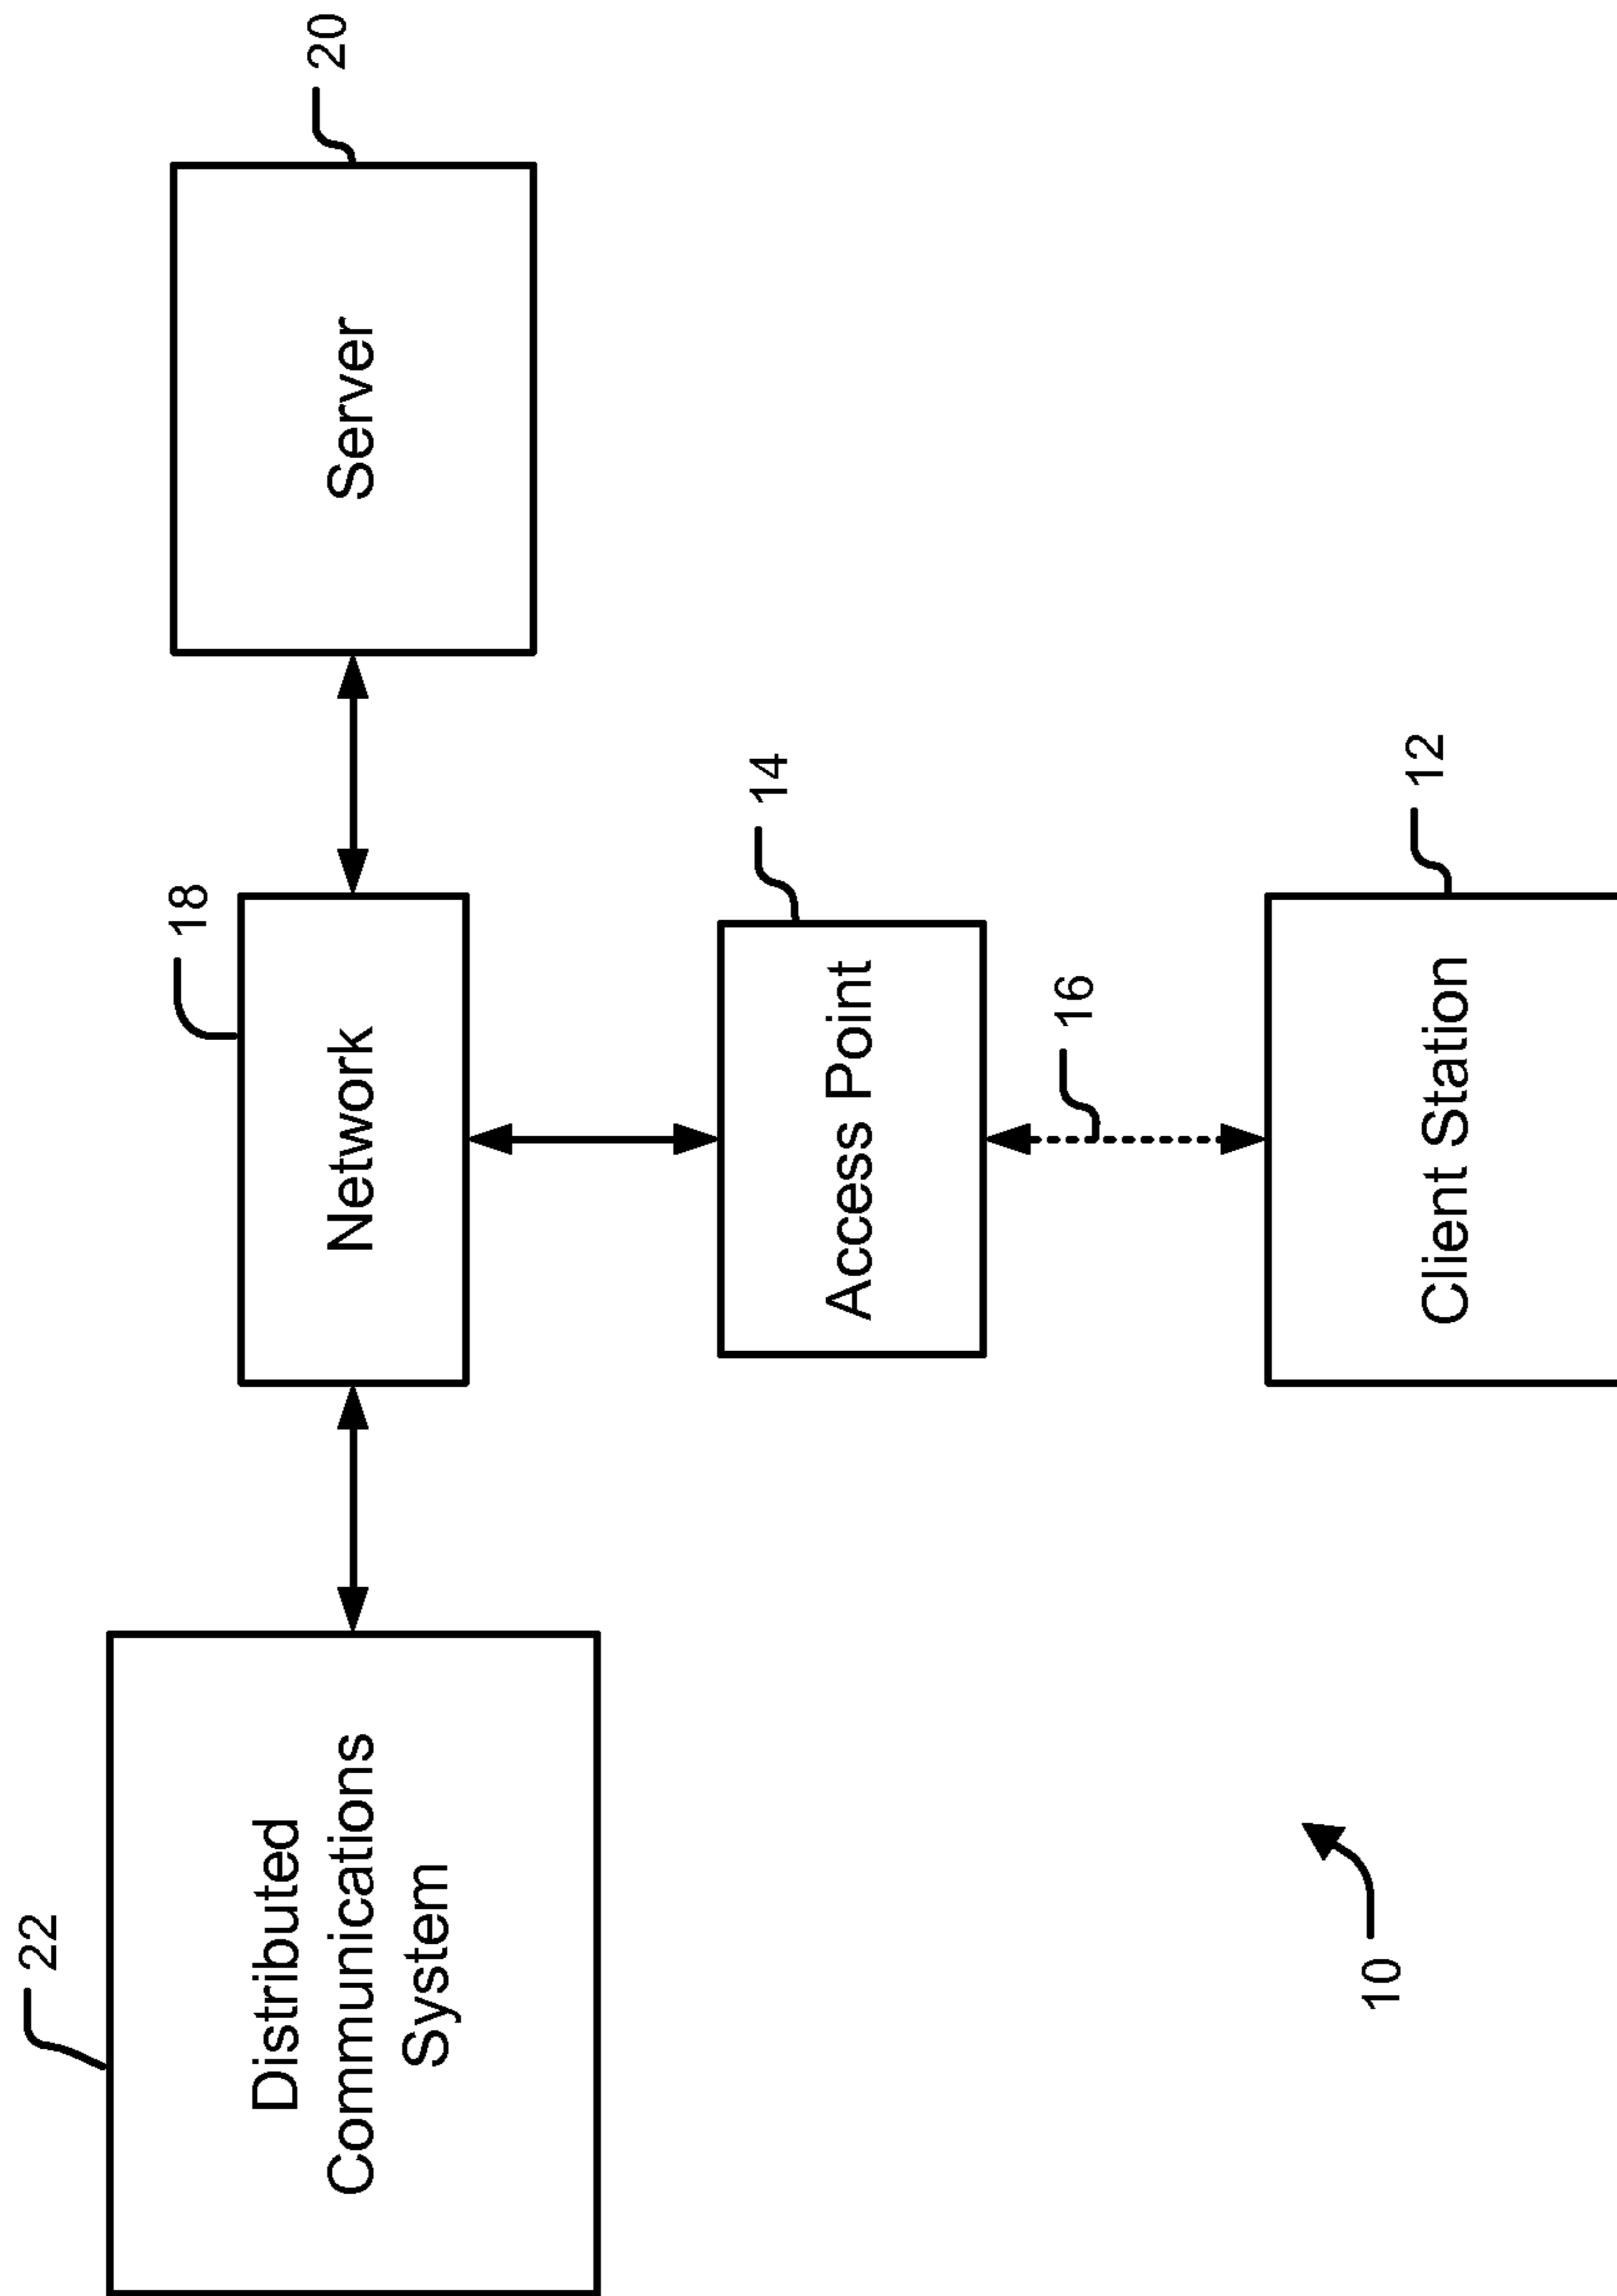 22
Distributed
Communications
System
18
Network
20
Server
14
Access Point
16
10
12
Client Station